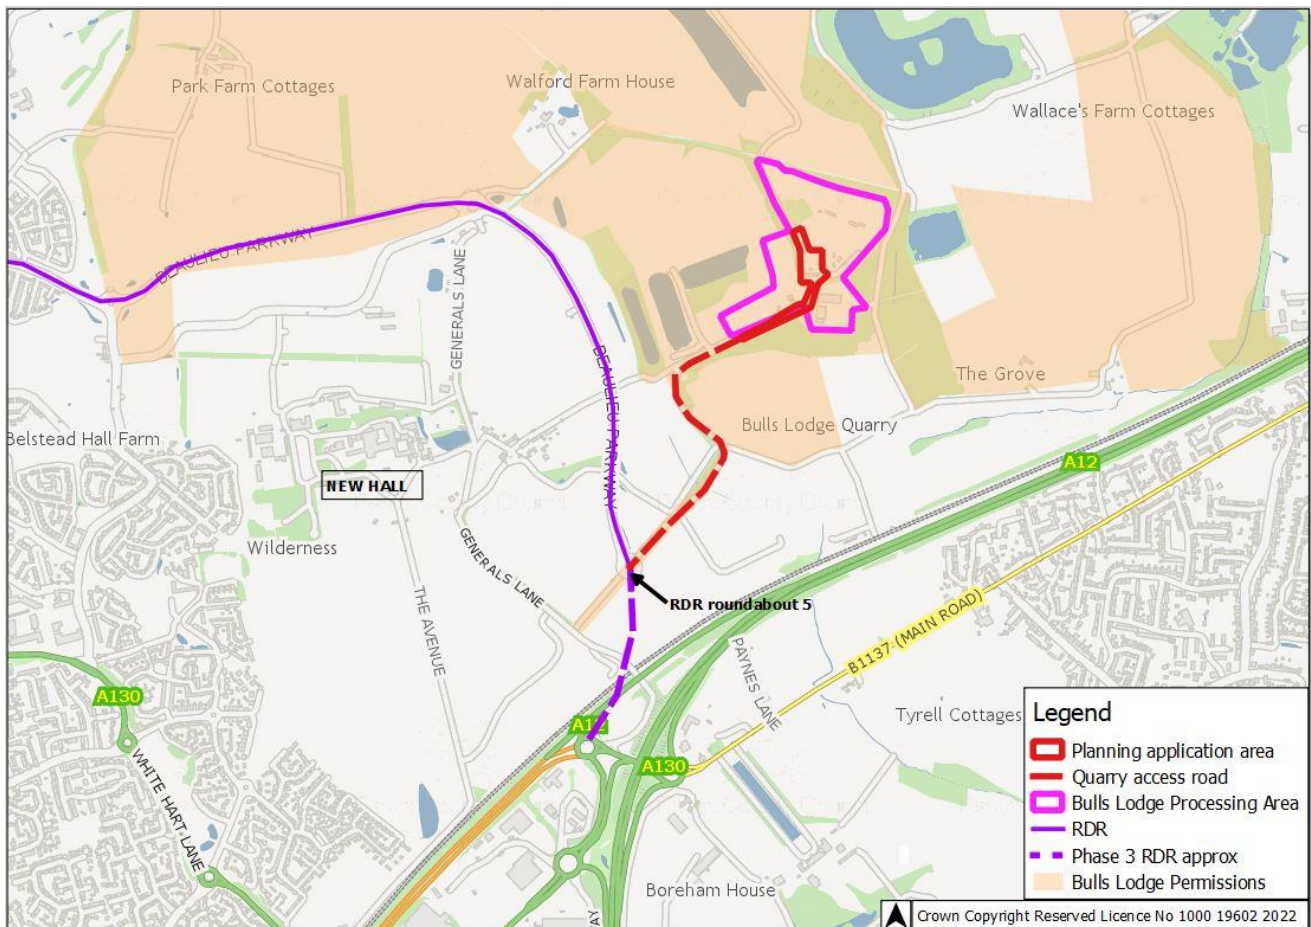 Park Farm Cottages
Walford Farm House
Wallace's Farm Cottages
BEAULIEU PARKWAY
GENERALS LANE
BEAULIEU PARKWAY
The Grove
Bulls Lodge Quarry
Belstead Hall Farm
A12
NEW HALL
Wilderness
GENERALS LANE
THE AVENUE
RDR roundabout 5
PAYNES LANE
B1137 (MAIN ROAD)
A130
WHITE HART LANE
A12
A130
Tyrell Cottages
Boreham House
Legend
Planning application area
Quarry access road
Bulls Lodge Processing Area
RDR
Phase 3 RDR approx
Bulls Lodge Permissions
Crown Copyright Reserved Licence No 1000 19602 2022